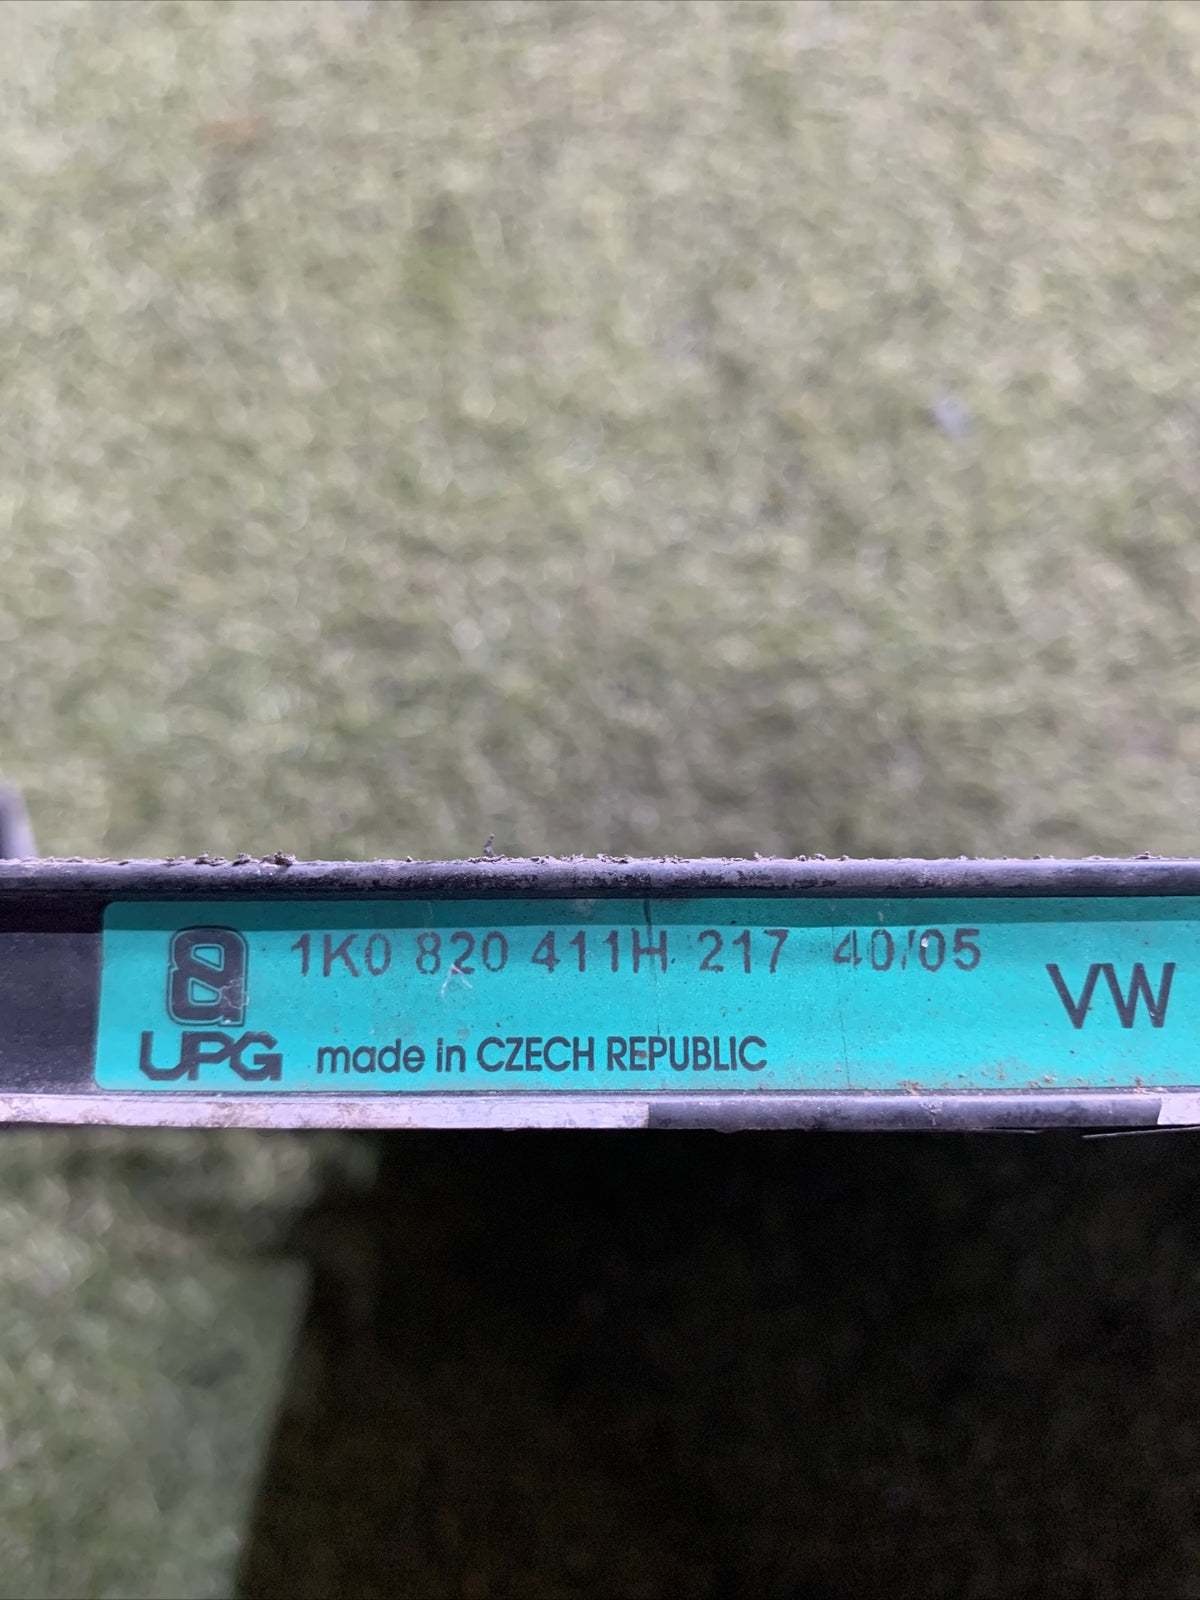 1K0 820 411H 217 40/05
VW
UPG made in CZECH REPUBLIC